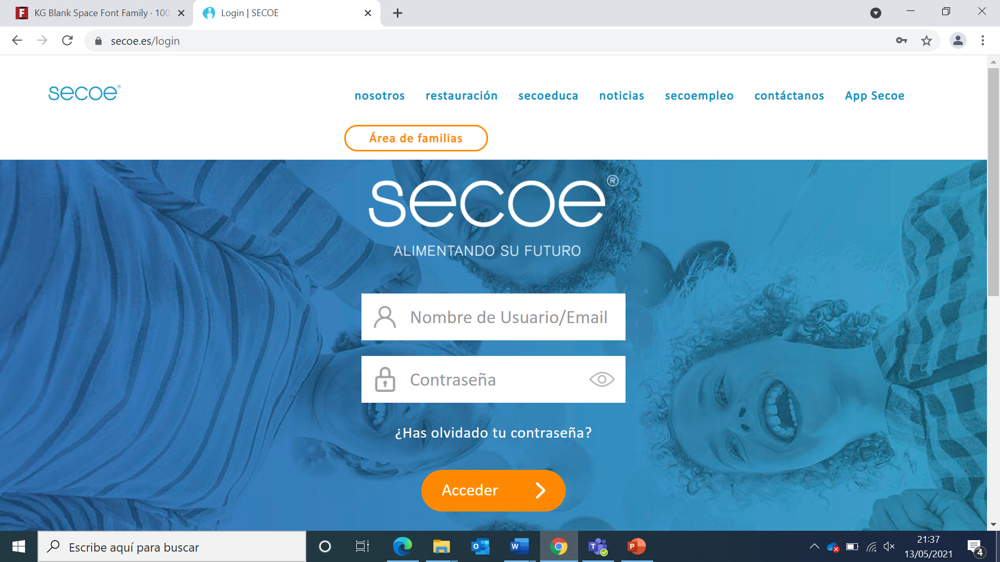 KG Blank Space Font Family · 100
Login | SECOE
secoe.es/login
secoe®
nosotros restauración secoeduca noticias secoempleo contáctanos App Secoe
Área de familias
secoe®
ALIMENTANDO SU FUTURO
Nombre de Usuario/Email
Contraseña
¿Has olvidado tu contraseña?
Acceder
Escribe aquí para buscar
21:37
13/05/2021
4